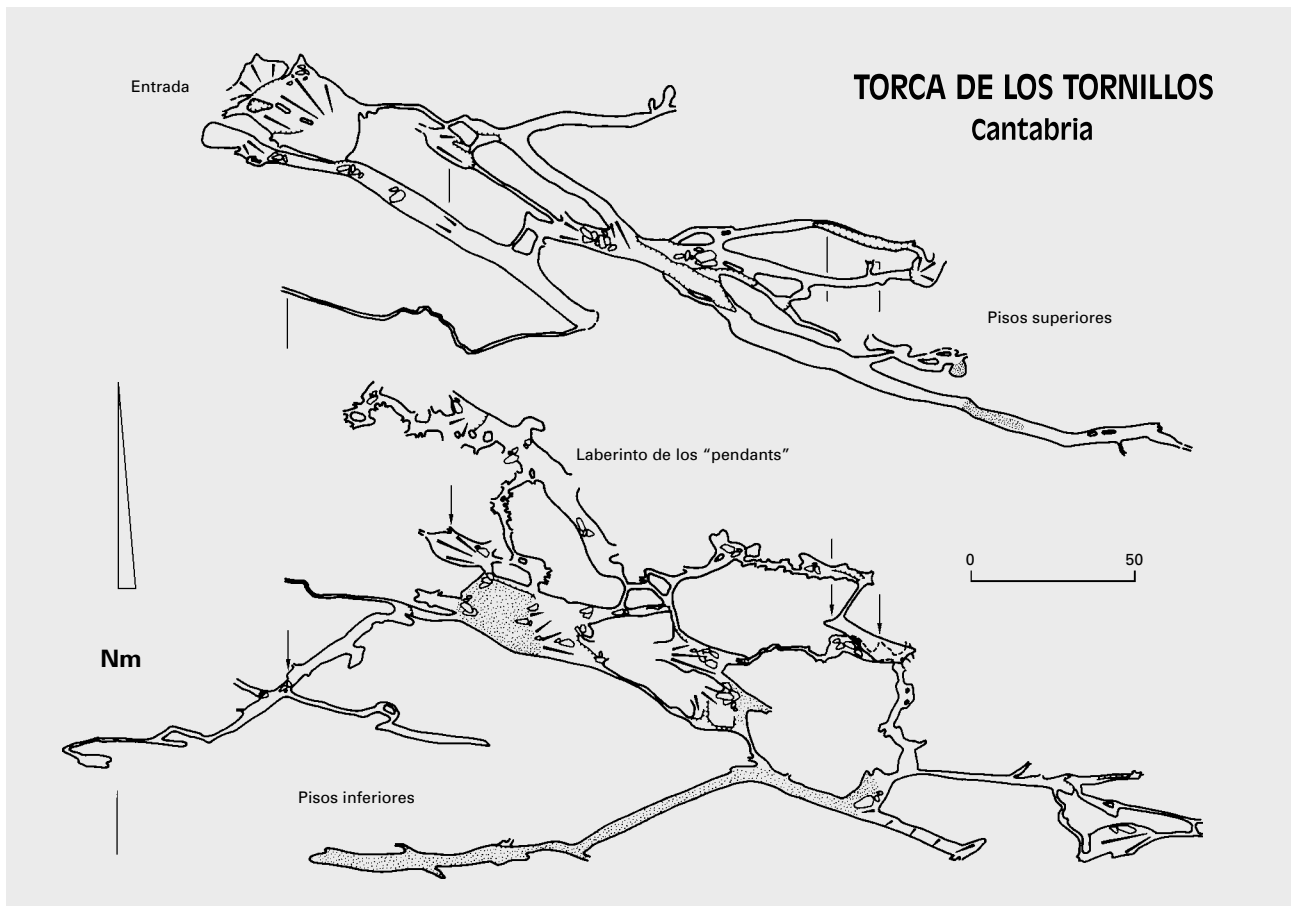 TORCA DE LOS TORNILLOS
Cantabria
Entrada
Pisos superiores
Laberinto de los “pendants”
0 50
Nm
Pisos inferiores